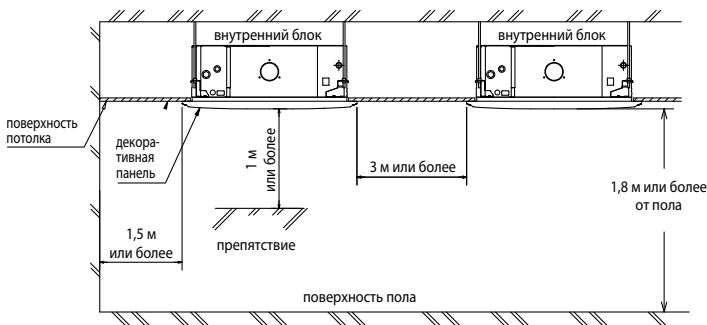 внутренний блок
внутренний блок
поверхность
потолка
декора-
тивная
панель
1 м
или более
3 м или более
1,8 м или более
от пола
1,5 м
или более
препятствие
поверхность пола